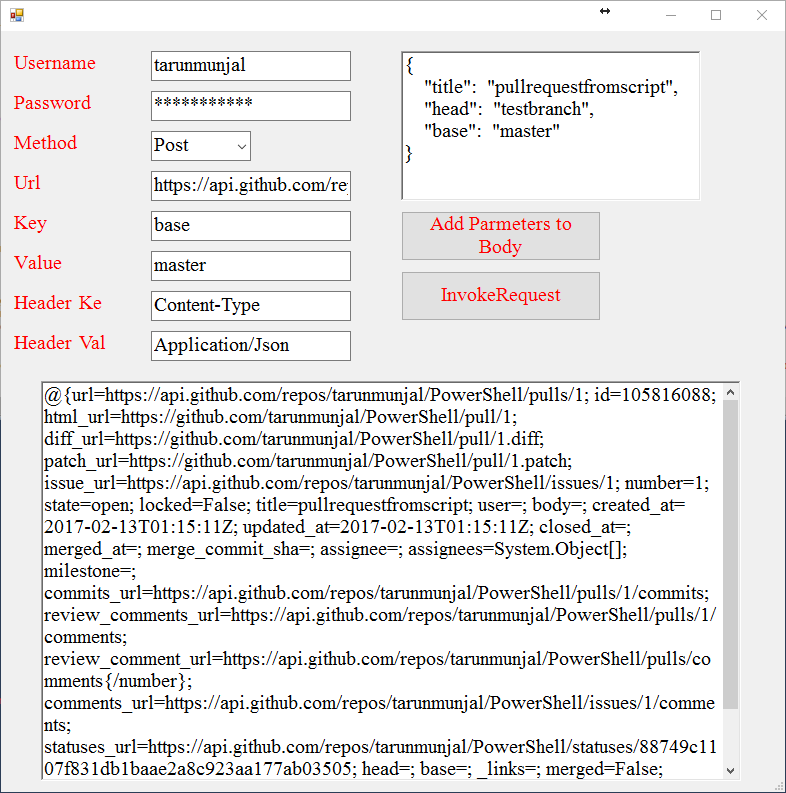 Username
tarunmunjal
Password
***********
Method
Post
Url
https://api.github.com/re
Key
base
Value
master
Header Ke
Content-Type
Header Val
Application/Json
{
"title": "pullrequestfromscript",
"head": "testbranch",
"base": "master"
}
Add Parmeters to
Body
InvokeRequest
@{url=https://api.github.com/repos/tarunmunjal/PowerShell/pulls/1; id=105816088;
html_url=https://github.com/tarunmunjal/PowerShell/pull/1;
diff_url=https://github.com/tarunmunjal/PowerShell/pull/1.diff;
patch_url=https://github.com/tarunmunjal/PowerShell/pull/1.patch;
issue_url=https://api.github.com/repos/tarunmunjal/PowerShell/issues/1; number=1;
state=open; locked=False; title=pullrequestfromscript; user=; body=; created_at=
2017-02-13T01:15:11Z; updated_at=2017-02-13T01:15:11Z; closed_at=;
merged_at=; merge_commit_sha=; assignee=; assignees=System.Object[];
milestone=;
commits_url=https://api.github.com/repos/tarunmunjal/PowerShell/pulls/1/commits;
review_comments_url=https://api.github.com/repos/tarunmunjal/PowerShell/pulls/1/
comments;
review_comment_url=https://api.github.com/repos/tarunmunjal/PowerShell/pulls/co
mments{/number};
comments_url=https://api.github.com/repos/tarunmunjal/PowerShell/issues/1/comme
nts;
statuses_url=https://api.github.com/repos/tarunmunjal/PowerShell/statuses/88749c11
07f831db1baae2a8c923aa177ab03505; head=; base=; _links=; merged=False;